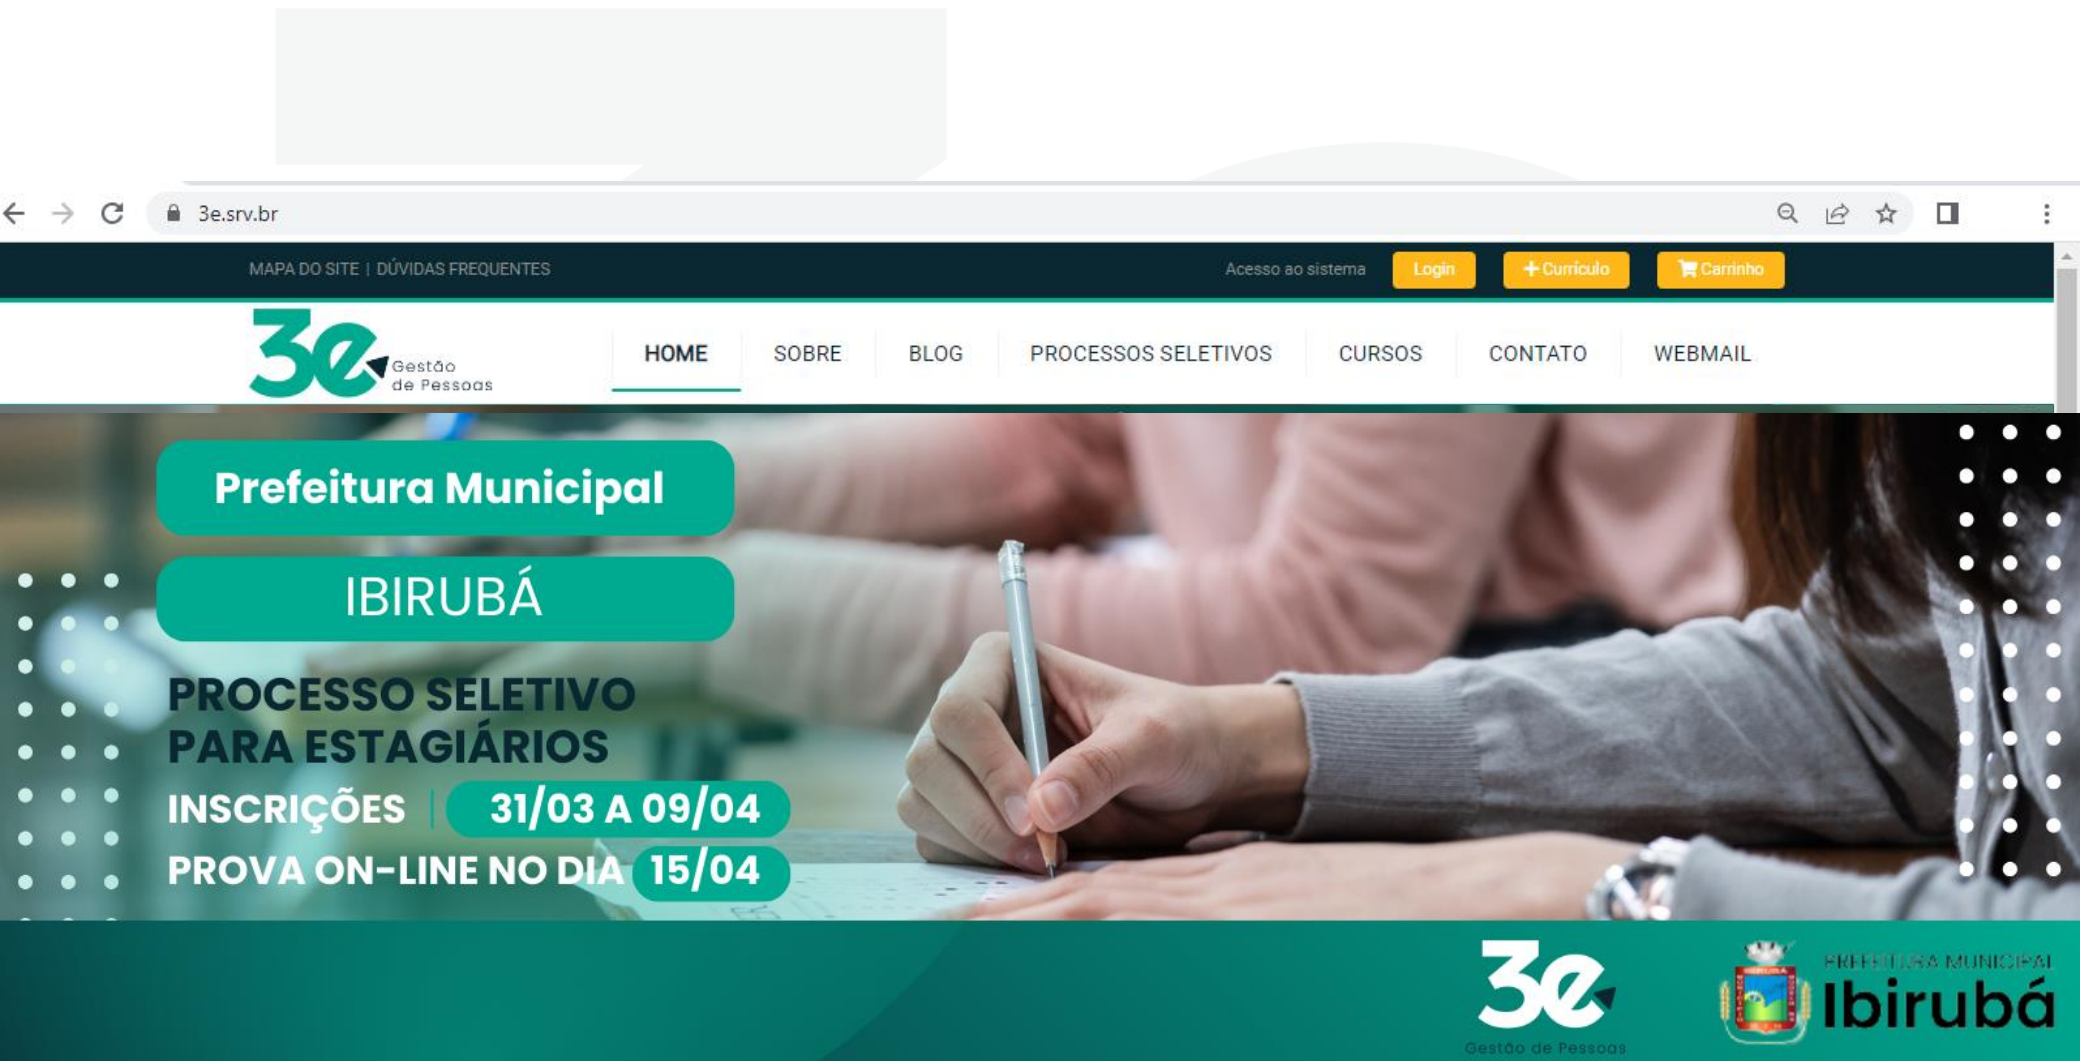 3e.srv.br
MAPA DO SITE | DÚVIDAS FREQUENTES
Acesso ao sistema
Login
+ Currículo
Carrinho
3e Gestão
de Pessoas
HOME
SOBRE
BLOG
PROCESSOS SELETIVOS
CURSOS
CONTATO
WEBMAIL
Prefeitura Municipal
IBIRUBÁ
PROCESSO SELETIVO
PARA ESTAGIÁRIOS
INSCRIÇÕES | 31/03 A 09/04
PROVA ON-LINE NO DIA 15/04
3e
Gestão de Pessoas
PREFEITURA MUNICIPAL
Ibirubá